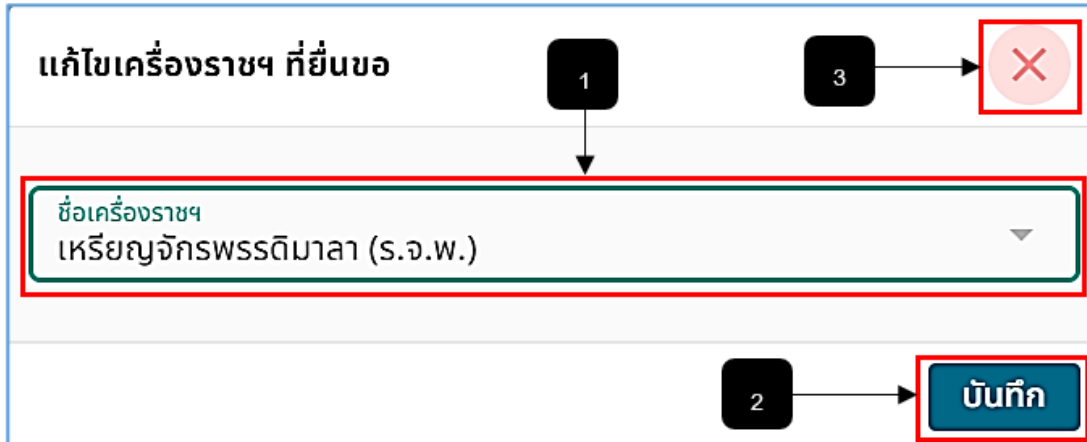 แก้ไขเครื่องราชฯ ที่ยื่นขอ
1
3
ชื่อเครื่องราชฯ
เหรียญจักรพรรดิมาลา (ร.จ.พ.)
2
บันทึก